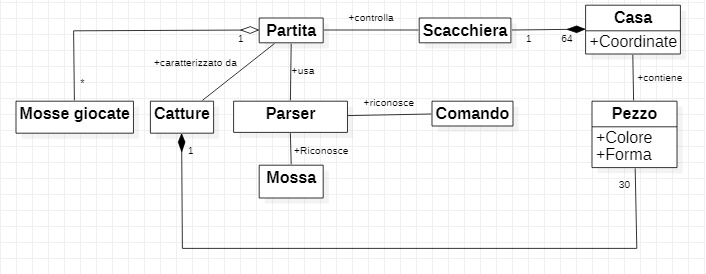 Casa
+Coordinate
+controlla
Partita
Scacchiera
1
1
64
+caratterizzato da
+usa
+contiene
*
Mosse giocate
Catture
Parser
+riconosce
Comando
Pezzo
+Colore
+Forma
1
+Riconosce
Mossa
30